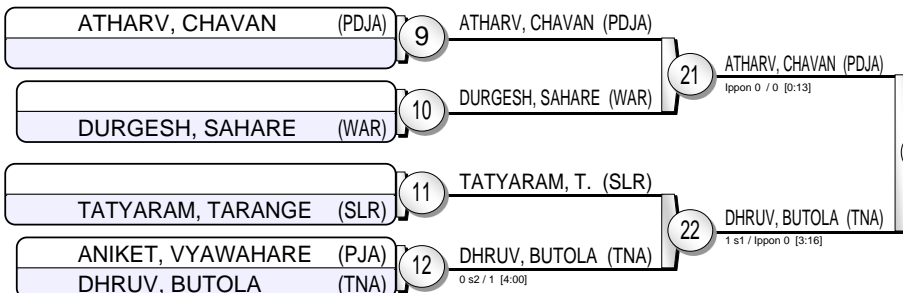 ATHARV, CHAVAN (PDJA)
9
ATHARV, CHAVAN (PDJA)
DURGESH, SAHARE (WAR)
10
DURGESH, SAHARE (WAR)
21
ATHARV, CHAVAN (PDJA)
Ippon 0 / 0 [0:13]
TATYARAM, TARANGE (SLR)
11
TATYARAM, T. (SLR)
ANIKET, VYAWAHARE (PJA)
DHRUV, BUTOLA (TNA)
12
DHRUV, BUTOLA (TNA)
0 s2 / 1 [4:00]
22
DHRUV, BUTOLA (TNA)
1 s1 / Ippon 0 [3:16]